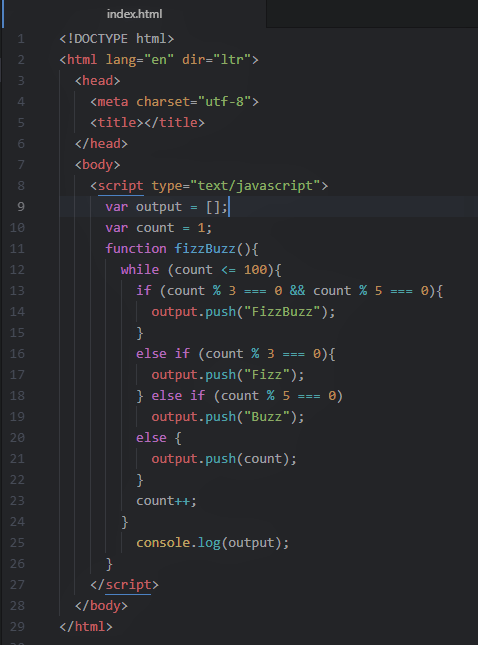 index.html
1 <!DOCTYPE html>
2 <html lang="en" dir="ltr">
3   <head>
4     <meta charset="utf-8">
5     <title></title>
6   </head>
7   <body>
8     <script type="text/javascript">
9       var output = [];
10       var count = 1;
11       function fizzBuzz(){
12         while (count <= 100){
13           if (count % 3 === 0 && count % 5 === 0){
14             output.push("FizzBuzz");
15           }
16           else if (count % 3 === 0){
17             output.push("Fizz");
18           } else if (count % 5 === 0)
19             output.push("Buzz");
20           else {
21             output.push(count);
22           }
23           count++;
24         }
25           console.log(output);
26       }
27     </script>
28   </body>
29 </html>